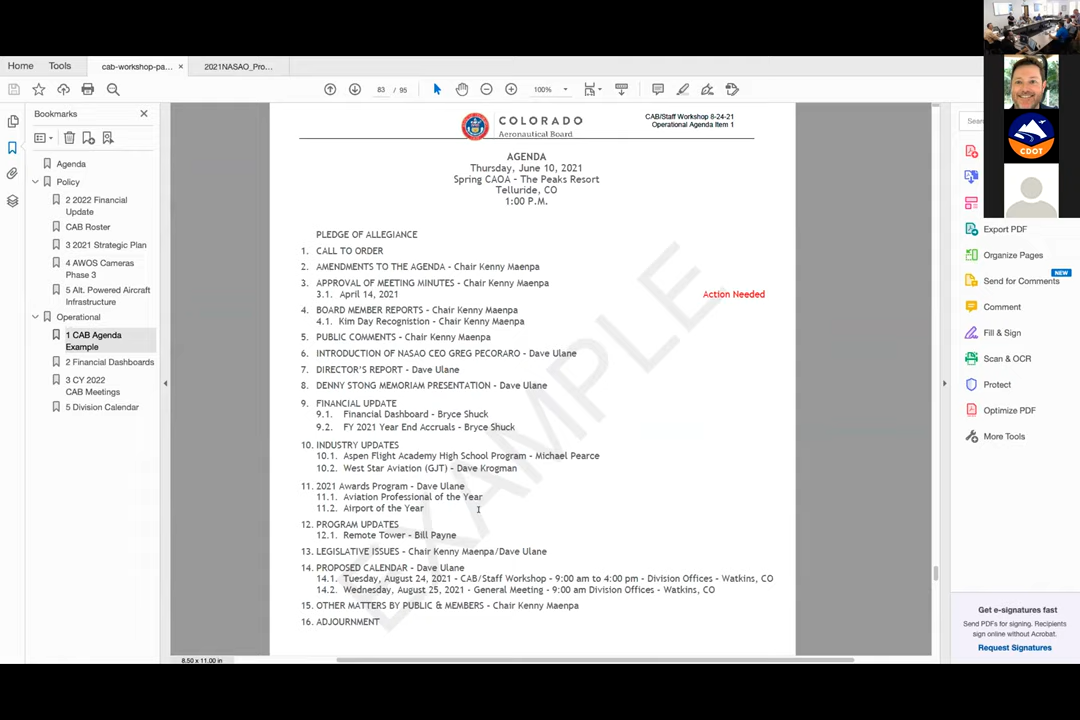 Home
Tools
cab-workshop-pa... ×
2021NASAO_Pro...
83 / 95
100%
Bookmarks
Agenda
Policy
2 2022 Financial
Update
CAB Roster
3 2021 Strategic Plan
4 AWOS Cameras
Phase 3
5 Alt. Powered Aircraft
Infrastructure
Operational
1 CAB Agenda
Example
2 Financial Dashboards
3 CY 2022
CAB Meetings
5 Division Calendar
COLORADO
Aeronautical Board
CAB/Staff Workshop 8-24-21
Operational Agenda Item 1
AGENDA
Thursday, June 10, 2021
Spring CAOA - The Peaks Resort
Telluride, CO
1:00 P.M.
PLEDGE OF ALLEGIANCE
1. CALL TO ORDER
2. AMENDMENTS TO THE AGENDA - Chair Kenny Maenpa
3. APPROVAL OF MEETING MINUTES - Chair Kenny Maenpa
3.1. April 14, 2021 Action Needed
4. BOARD MEMBER REPORTS - Chair Kenny Maenpa
4.1. Kim Day Recognistion - Chair Kenny Maenpa
5. PUBLIC COMMENTS - Chair Kenny Maenpa
6. INTRODUCTION OF NASAO CEO GREG PECORARO - Dave Ulane
7. DIRECTOR'S REPORT - Dave Ulane
8. DENNY STONG MEMORIAM PRESENTATION - Dave Ulane
9. FINANCIAL UPDATE
9.1. Financial Dashboard - Bryce Shuck
9.2. FY 2021 Year End Accruals - Bryce Shuck
10. INDUSTRY UPDATES
10.1. Aspen Flight Academy High School Program - Michael Pearce
10.2. West Star Aviation (GJT) - Dave Krogman
11. 2021 Awards Program - Dave Ulane
11.1. Aviation Professional of the Year
11.2. Airport of the Year
12. PROGRAM UPDATES
12.1. Remote Tower - Bill Payne
13. LEGISLATIVE ISSUES - Chair Kenny Maenpa/Dave Ulane
14. PROPOSED CALENDAR - Dave Ulane
14.1. Tuesday, August 24, 2021 - CAB/Staff Workshop - 9:00 am to 4:00 pm - Division Offices - Watkins, CO
14.2. Wednesday, August 25, 2021 - General Meeting - 9:00 am Division Offices - Watkins, CO
15. OTHER MATTERS BY PUBLIC & MEMBERS - Chair Kenny Maenpa
16. ADJOURNMENT
EXAMPLE
8.50 x 11.00 in
CDOT
Sear
Export PDF
Organize Pages
NEW
Send for Comments
Comment
Fill & Sign
Scan & OCR
Protect
Optimize PDF
More Tools
Get e-signatures fast
Send PDFs for signing. Recipients
sign online without Acrobat.
Request Signatures